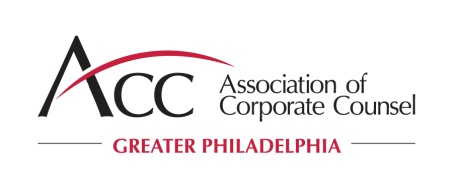 ACC
Association of
Corporate Counsel
GREATER PHILADELPHIA